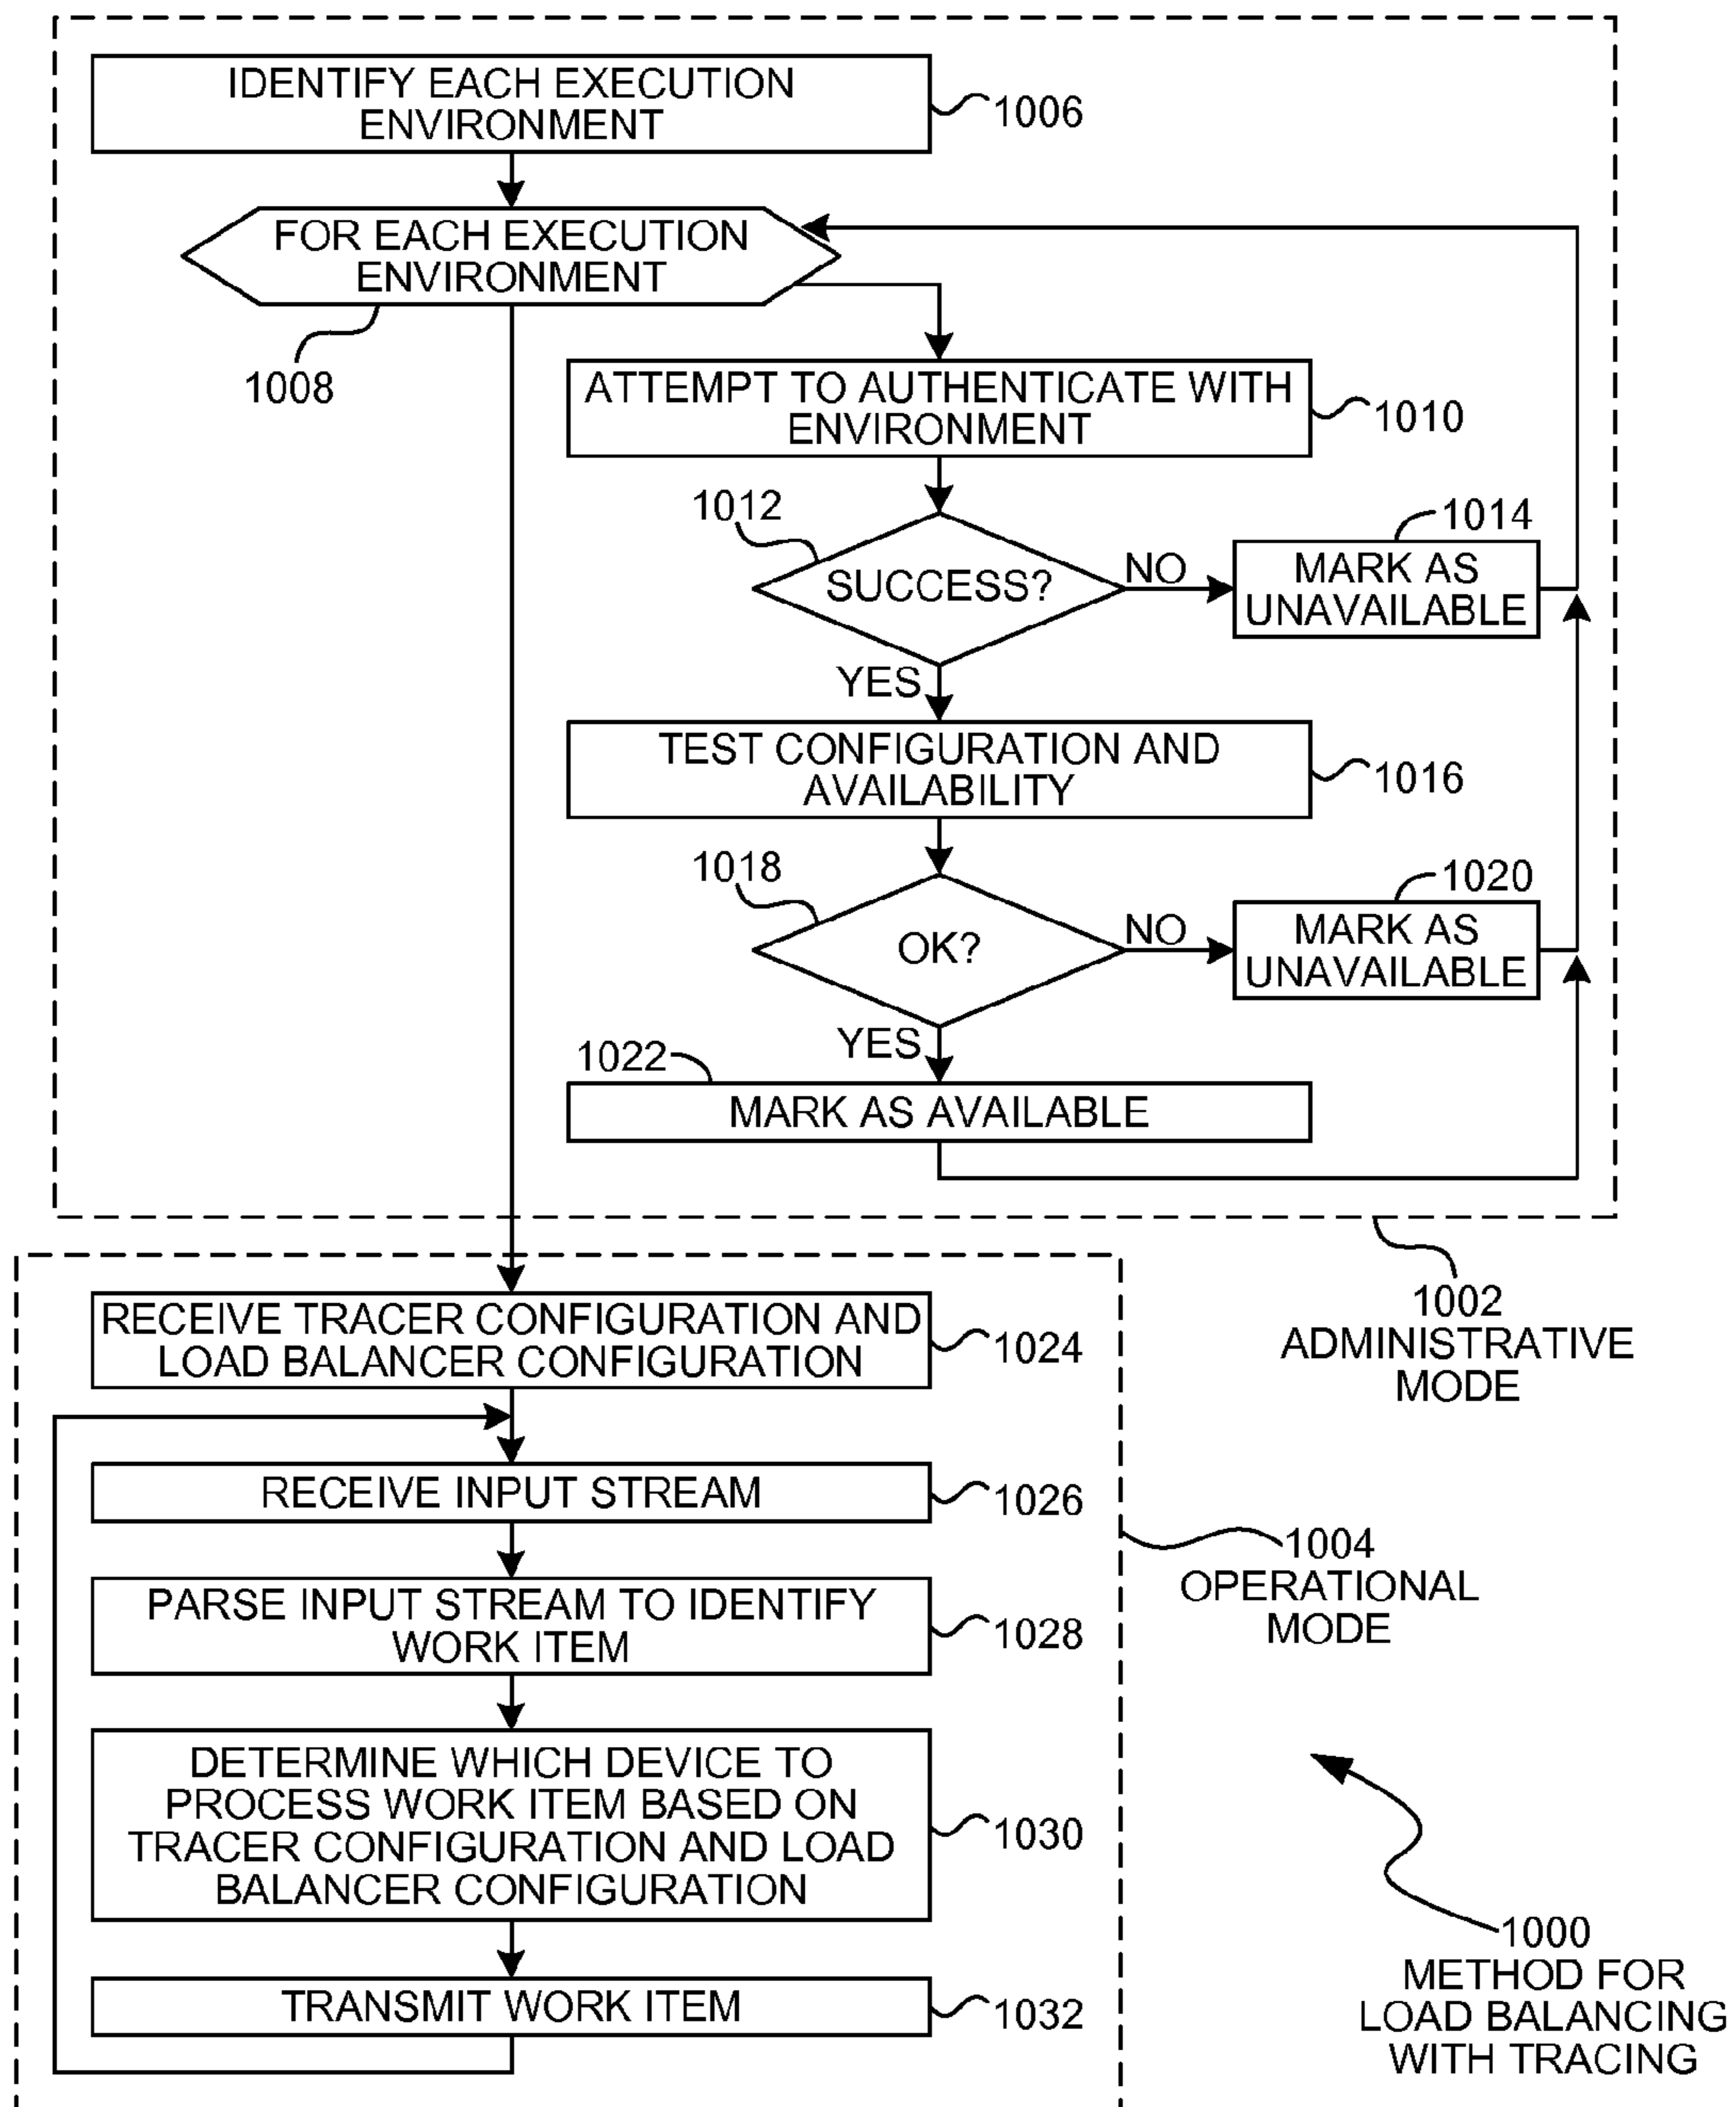 IDENTIFY EACH EXECUTION
ENVIRONMENT
1006
FOR EACH EXECUTION
ENVIRONMENT
1008
ATTEMPT TO AUTHENTICATE WITH
ENVIRONMENT
1010
1012
SUCCESS?
NO
1014
MARK AS
UNAVAILABLE
YES
TEST CONFIGURATION AND
AVAILABILITY
1016
1018
OK?
NO
1020
MARK AS
UNAVAILABLE
YES
1022
MARK AS AVAILABLE
1002
ADMINISTRATIVE
MODE
RECEIVE TRACER CONFIGURATION AND
LOAD BALANCER CONFIGURATION
1024
RECEIVE INPUT STREAM
1026
1004
OPERATIONAL
MODE
PARSE INPUT STREAM TO IDENTIFY
WORK ITEM
1028
DETERMINE WHICH DEVICE TO
PROCESS WORK ITEM BASED ON
TRACER CONFIGURATION AND LOAD
BALANCER CONFIGURATION
1030
TRANSMIT WORK ITEM
1032
1000
METHOD FOR
LOAD BALANCING
WITH TRACING